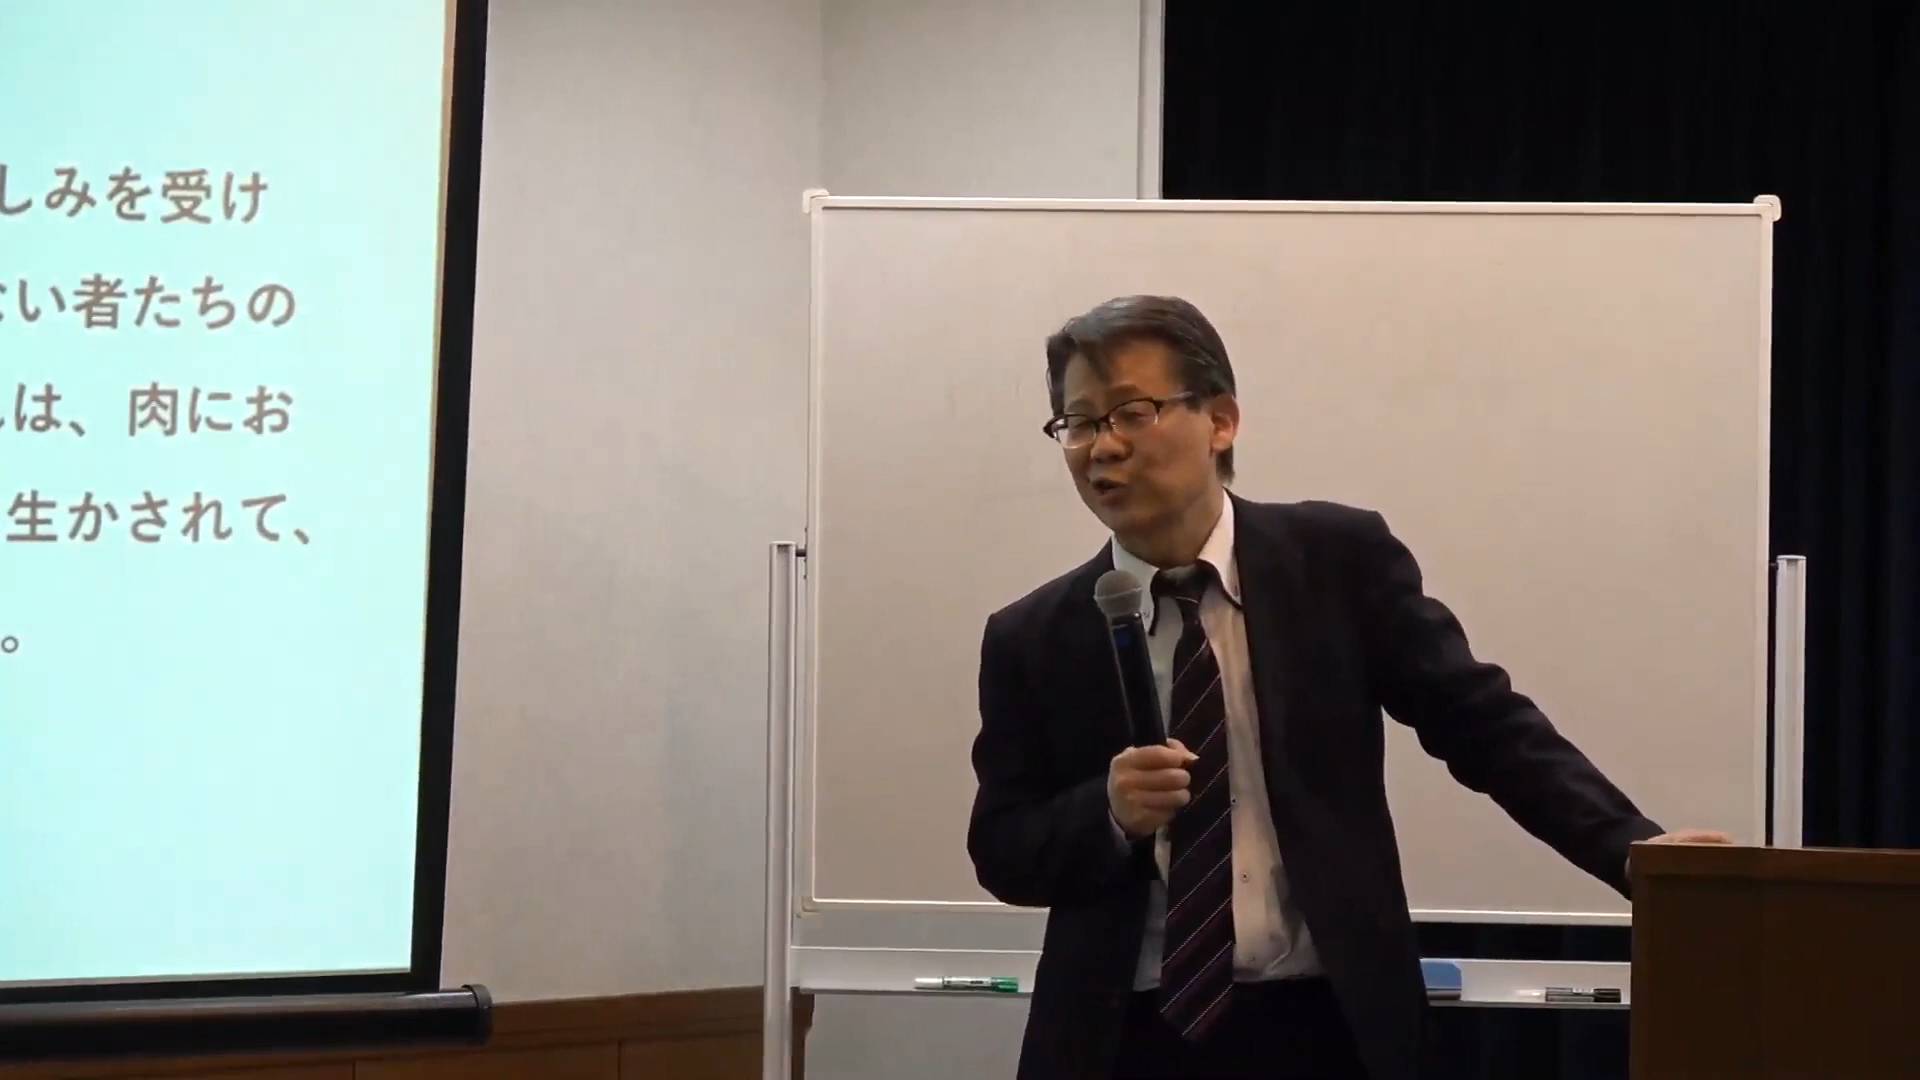 しみを受け
い者たちの
は、肉にお
生かされて、
。